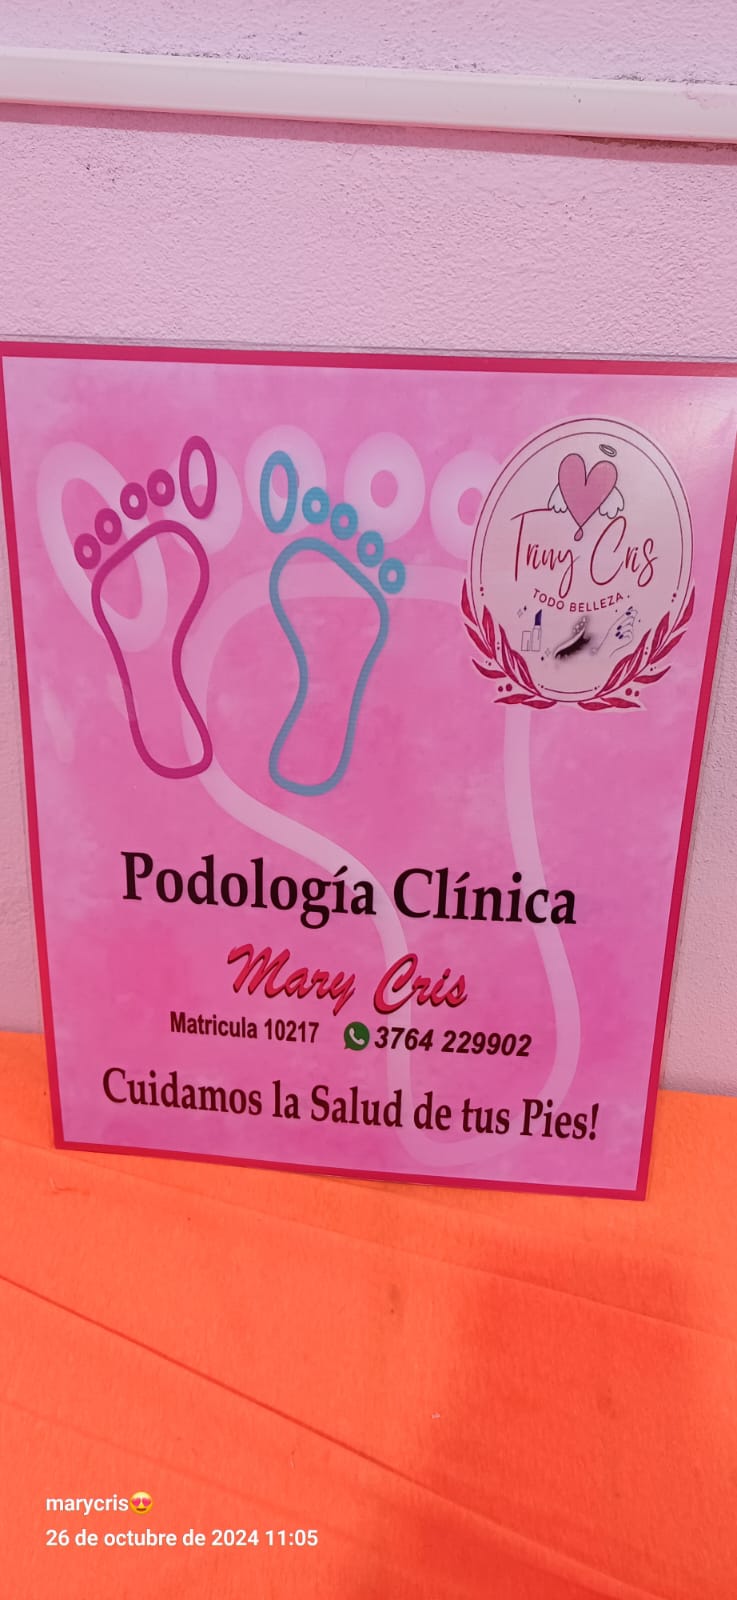 Triny Cris
TODO BELLEZA
Podología Clínica
Mary Cris
Matricula 10217 3764 229902
Cuidamos la Salud de tus Pies!
marycris😍
26 de octubre de 2024 11:05